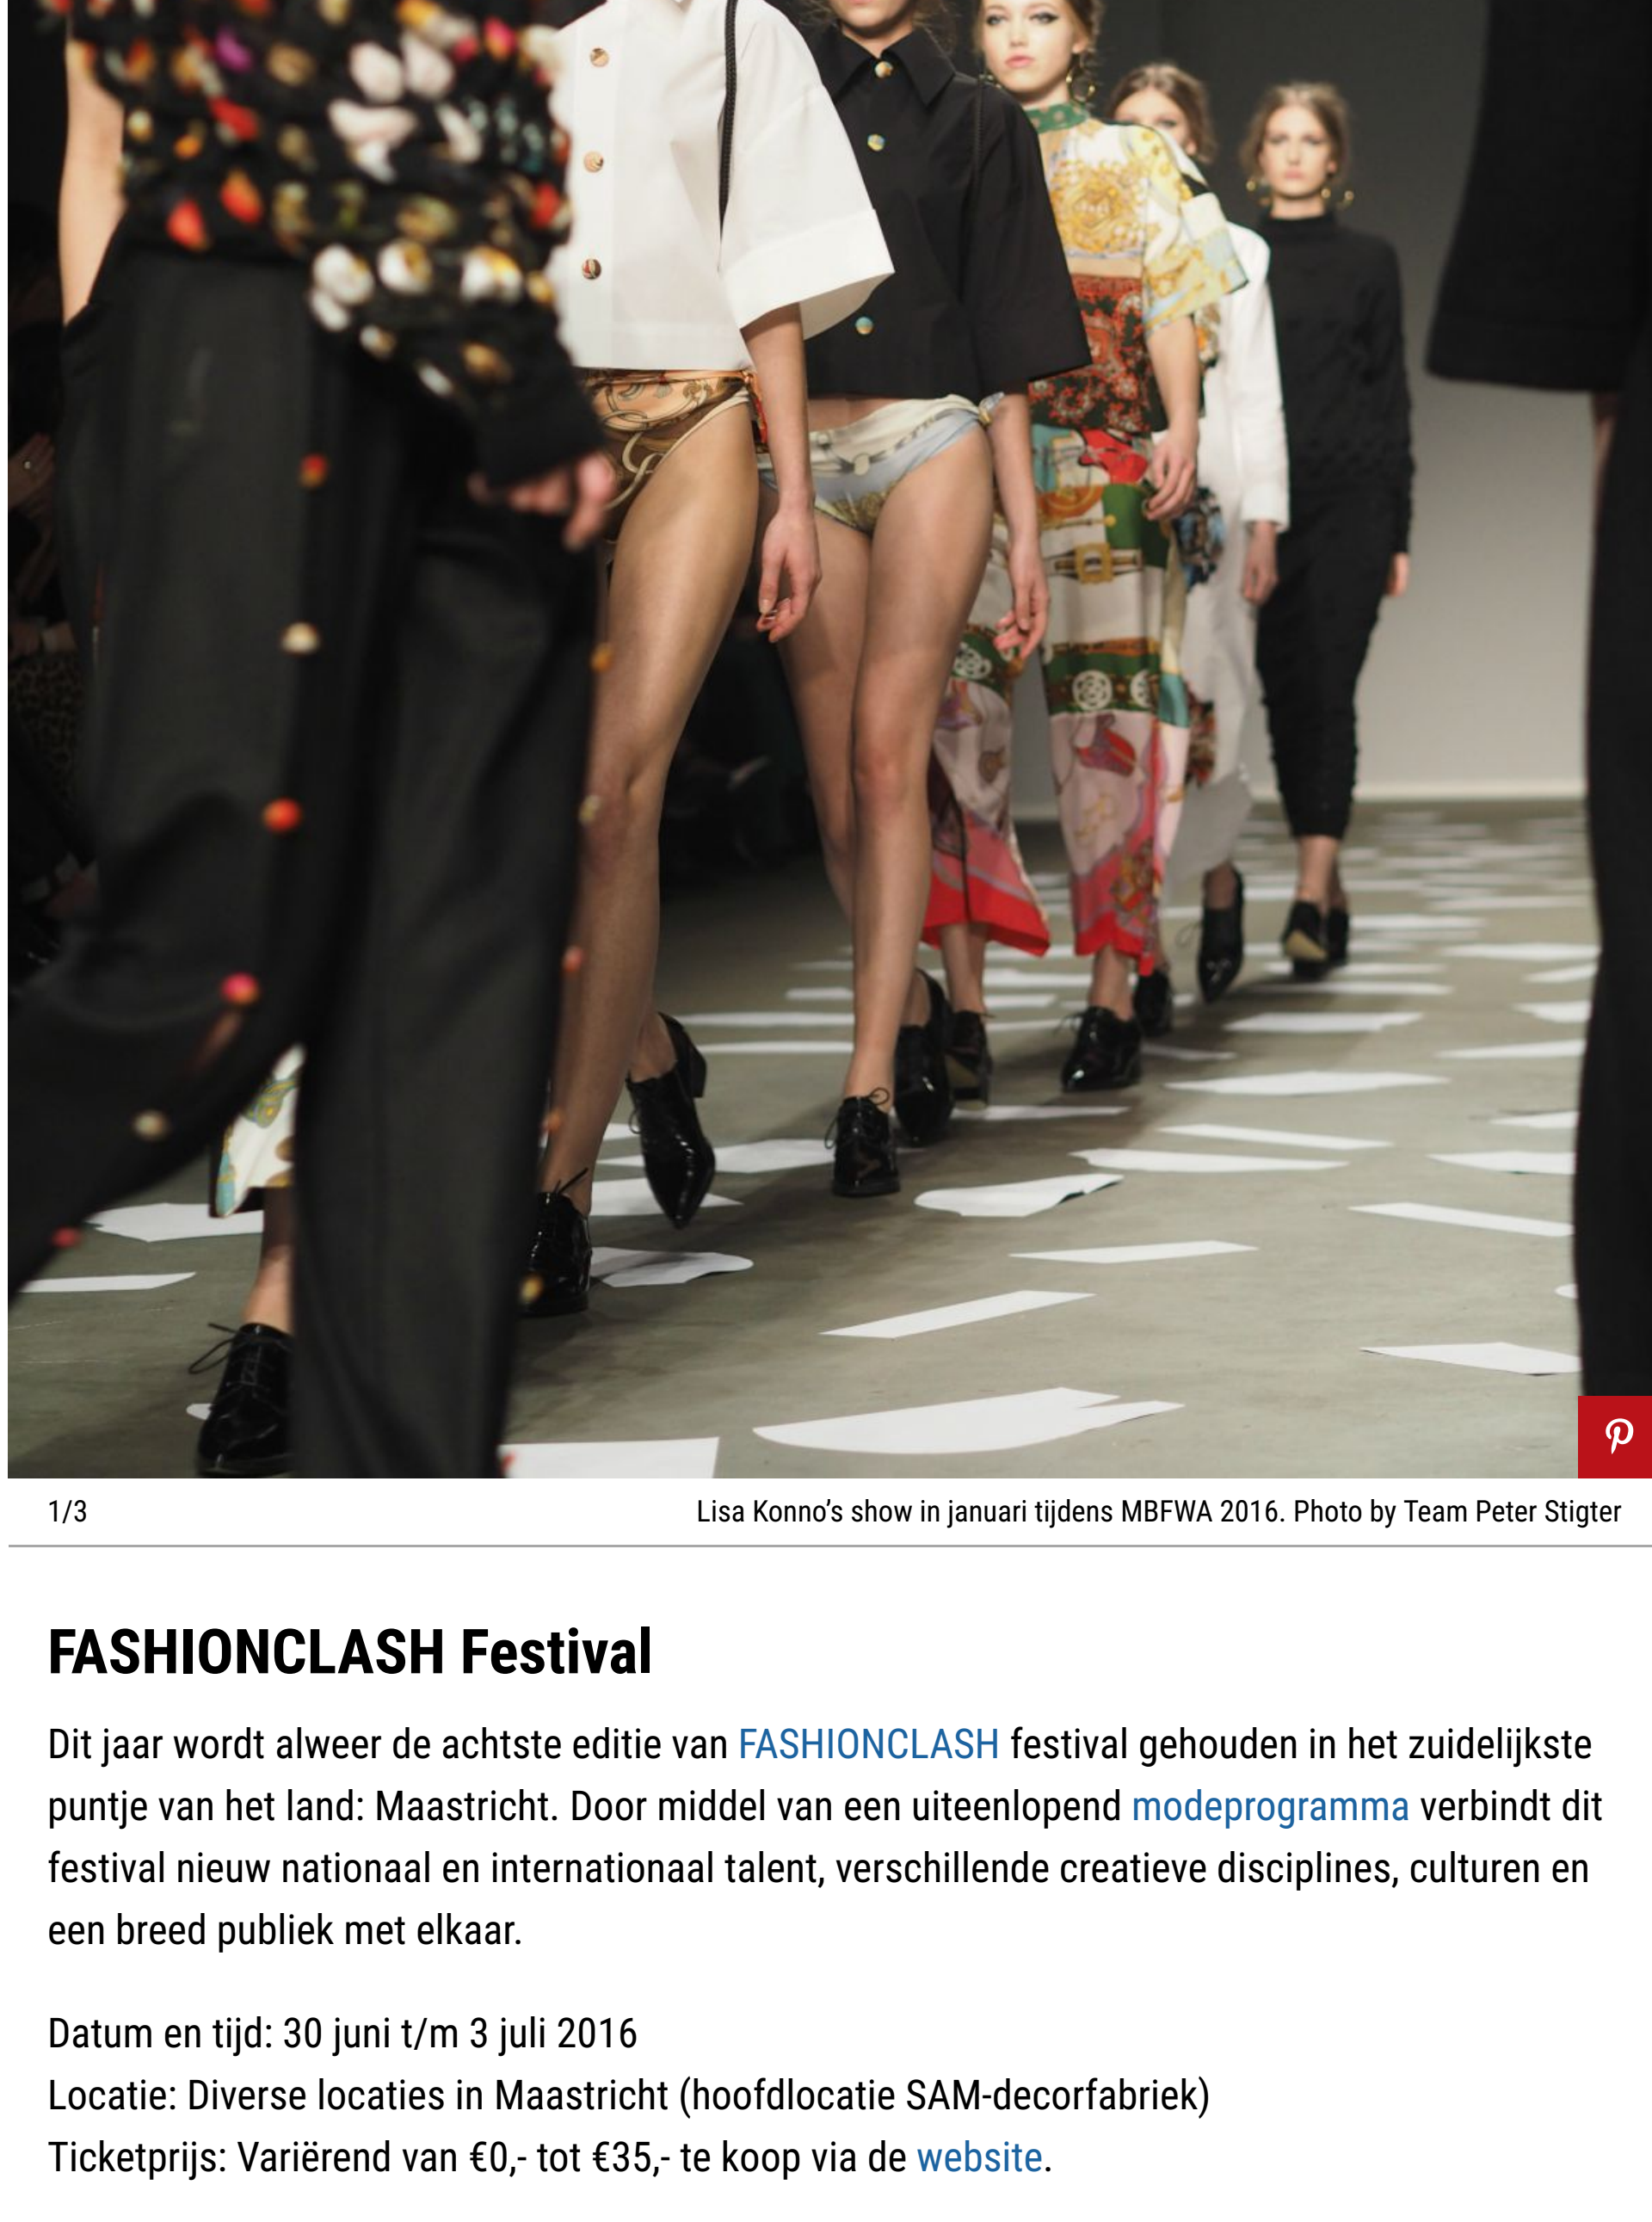 1/3
Lisa Konno’s show in januari tijdens MBFWA 2016. Photo by Team Peter Stigter
FASHIONCLASH Festival
Dit jaar wordt alweer de achtste editie van FASHIONCLASH festival gehouden in het zuidelijkste
puntje van het land: Maastricht. Door middel van een uiteenlopend modeprogramma verbindt dit
festival nieuw nationaal en internationaal talent, verschillende creatieve disciplines, culturen en
een breed publiek met elkaar.
Datum en tijd: 30 juni t/m 3 juli 2016
Locatie: Diverse locaties in Maastricht (hoofdlocatie SAM-decorfabriek)
Ticketprijs: Variërend van €0,- tot €35,- te koop via de website.